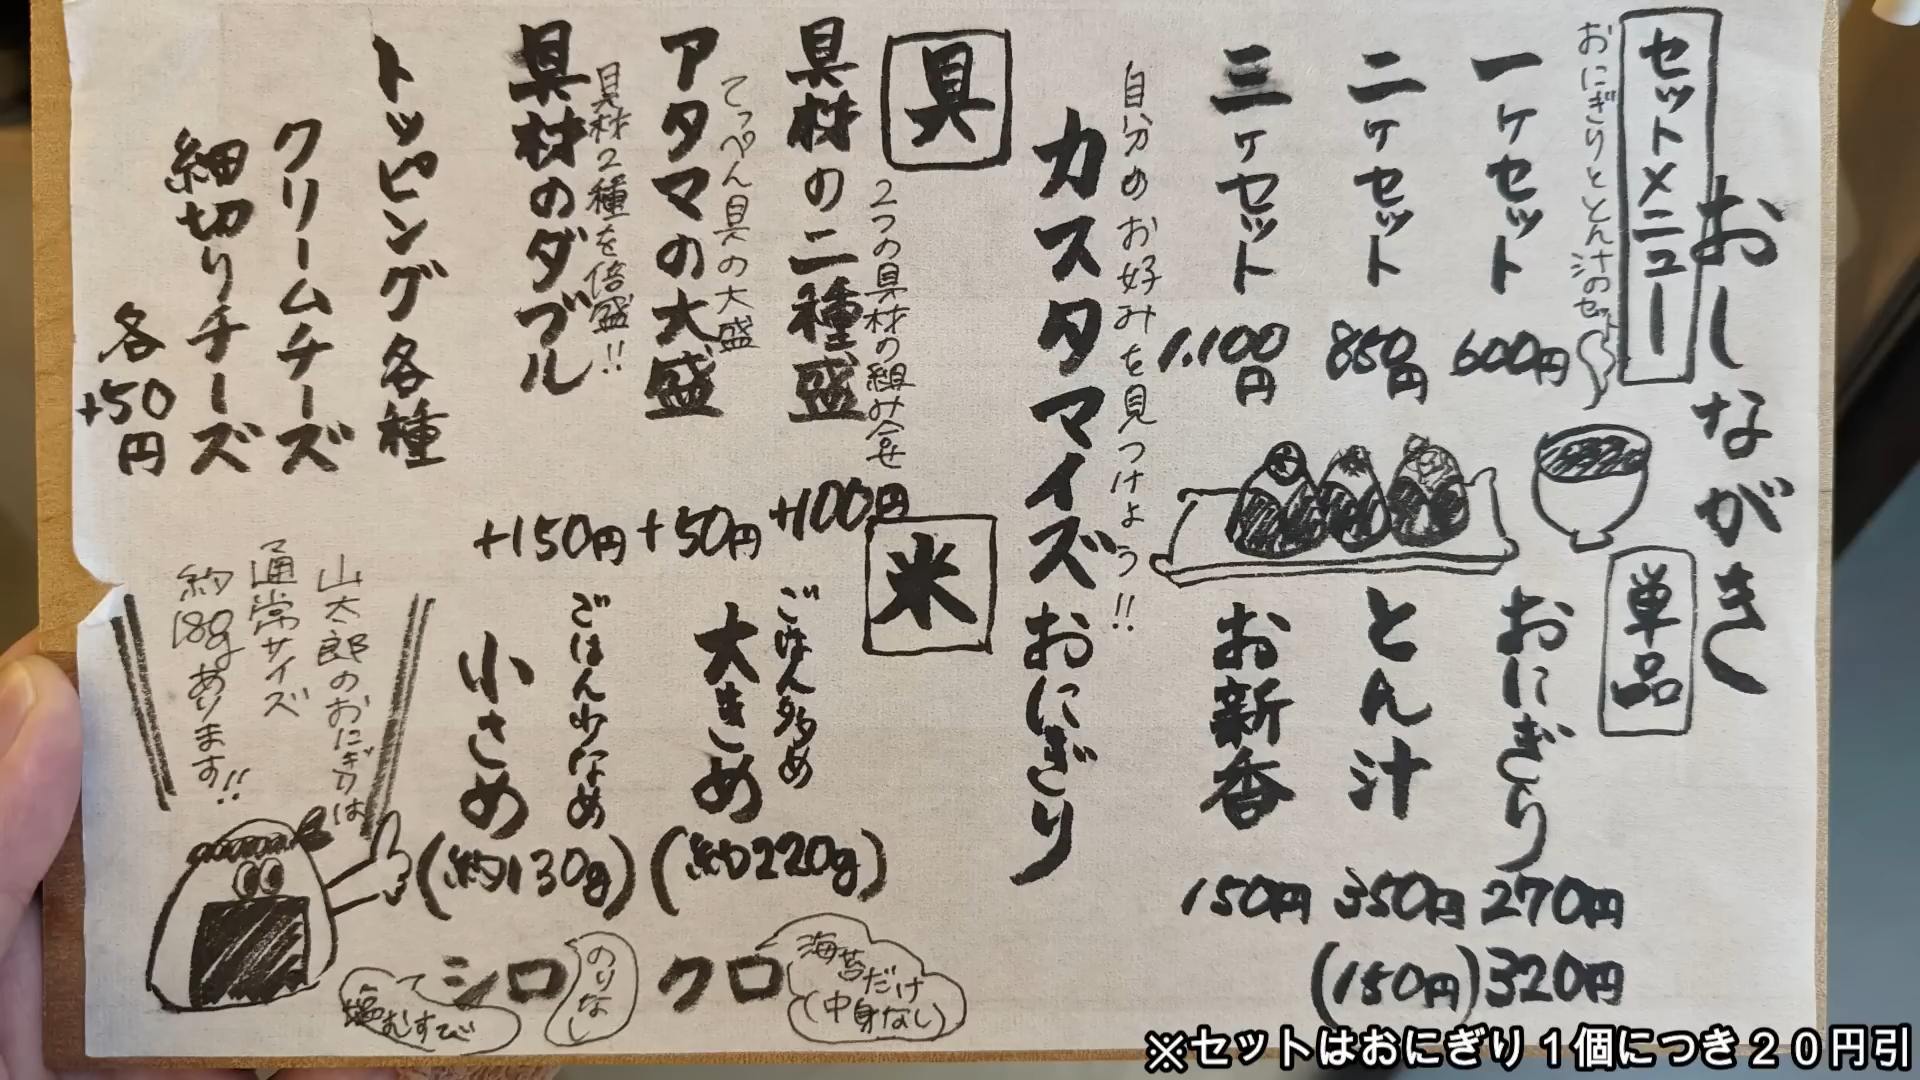 おしながき
セットメニュー
おにぎりととん汁のセット
一ヶセット 600円
二ヶセット 850円
三ヶセット 1,100円
単品
おにぎり 270円
320円
とん汁 350円
(150円)
お新香 150円
自分のお好みを見つけよう!!
カスタマイズおにぎり
具
2つの具材の組み合せ
具材の二種盛 +100円
てっぺん具の大盛
アタマの大盛 +50円
具材2種を倍盛!!
具材のダブル +150円
トッピング各種
クリームチーズ
細切りチーズ
各+50円
米
ごはん多め
大きめ
(約220g)
ごはん少なめ
小さめ
(約130g)
クロ
海苔だけ
(中身なし)
シロ
のりなし
塩むすび
山太郎のおにぎりは
通常サイズ
約180gあります!!
※セットはおにぎり１個につき２０円引